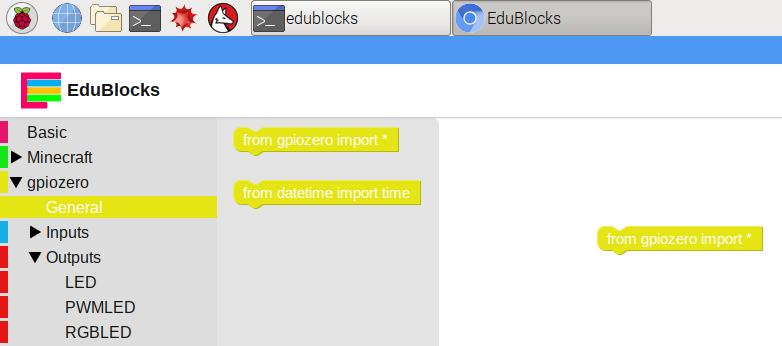 edublocks
EduBlocks
EduBlocks
Basic
Minecraft
gpiozero
General
Inputs
Outputs
LED
PWMLED
RGBLED
from gpiozero import *
from datetime import time
from gpiozero import *